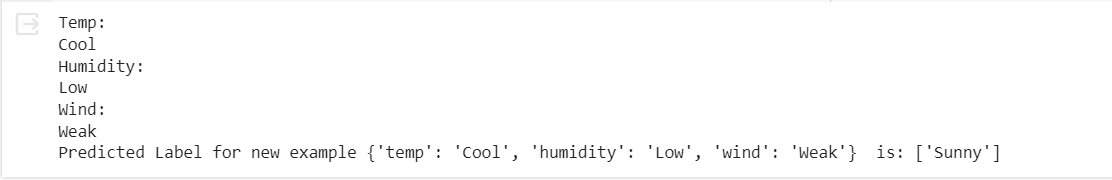 Temp:
Cool
Humidity:
Low
Wind:
Weak
Predicted Label for new example {'temp': 'Cool', 'humidity': 'Low', 'wind': 'Weak'}  is: ['Sunny']